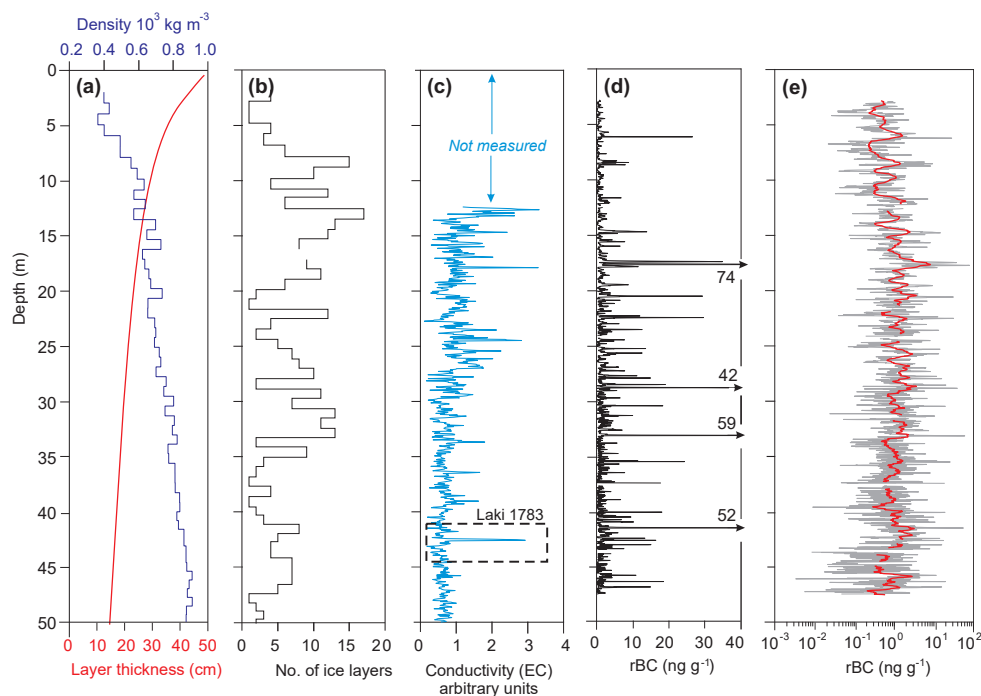 Density 10³ kg m⁻³
0.2 0.4 0.6 0.8 1.0
(a) (b) (c) (d) (e)
Not measured
Depth (m)
0
5
10
15
20
25
30
35
40
45
50
74
42
59
52
Laki 1783
0 10 20 30 40 50
0 5 10 15 20
0 1 2 3 4
0 10 20 30 40
10⁻³ 10⁻² 10⁻¹ 10⁰ 10¹ 10²
Layer thickness (cm)
No. of ice layers
Conductivity (EC)
arbitrary units
rBC (ng g⁻¹)
rBC (ng g⁻¹)